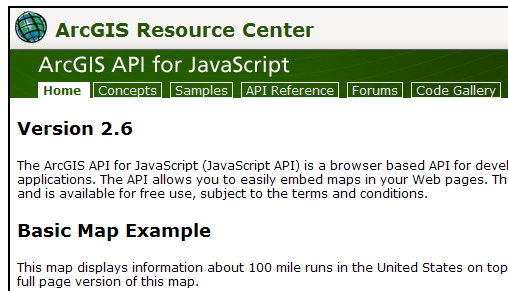 ArcGIS Resource Center
ArcGIS API for JavaScript
Home Concepts Samples API Reference Forums Code Gallery
Version 2.6
The ArcGIS API for JavaScript (JavaScript API) is a browser based API for
applications. The API allows you to easily embed maps in your Web pages.
and is available for free use, subject to the terms and conditions.
Basic Map Example
This map displays information about 100 mile runs in the United States on top
full page version of this map.